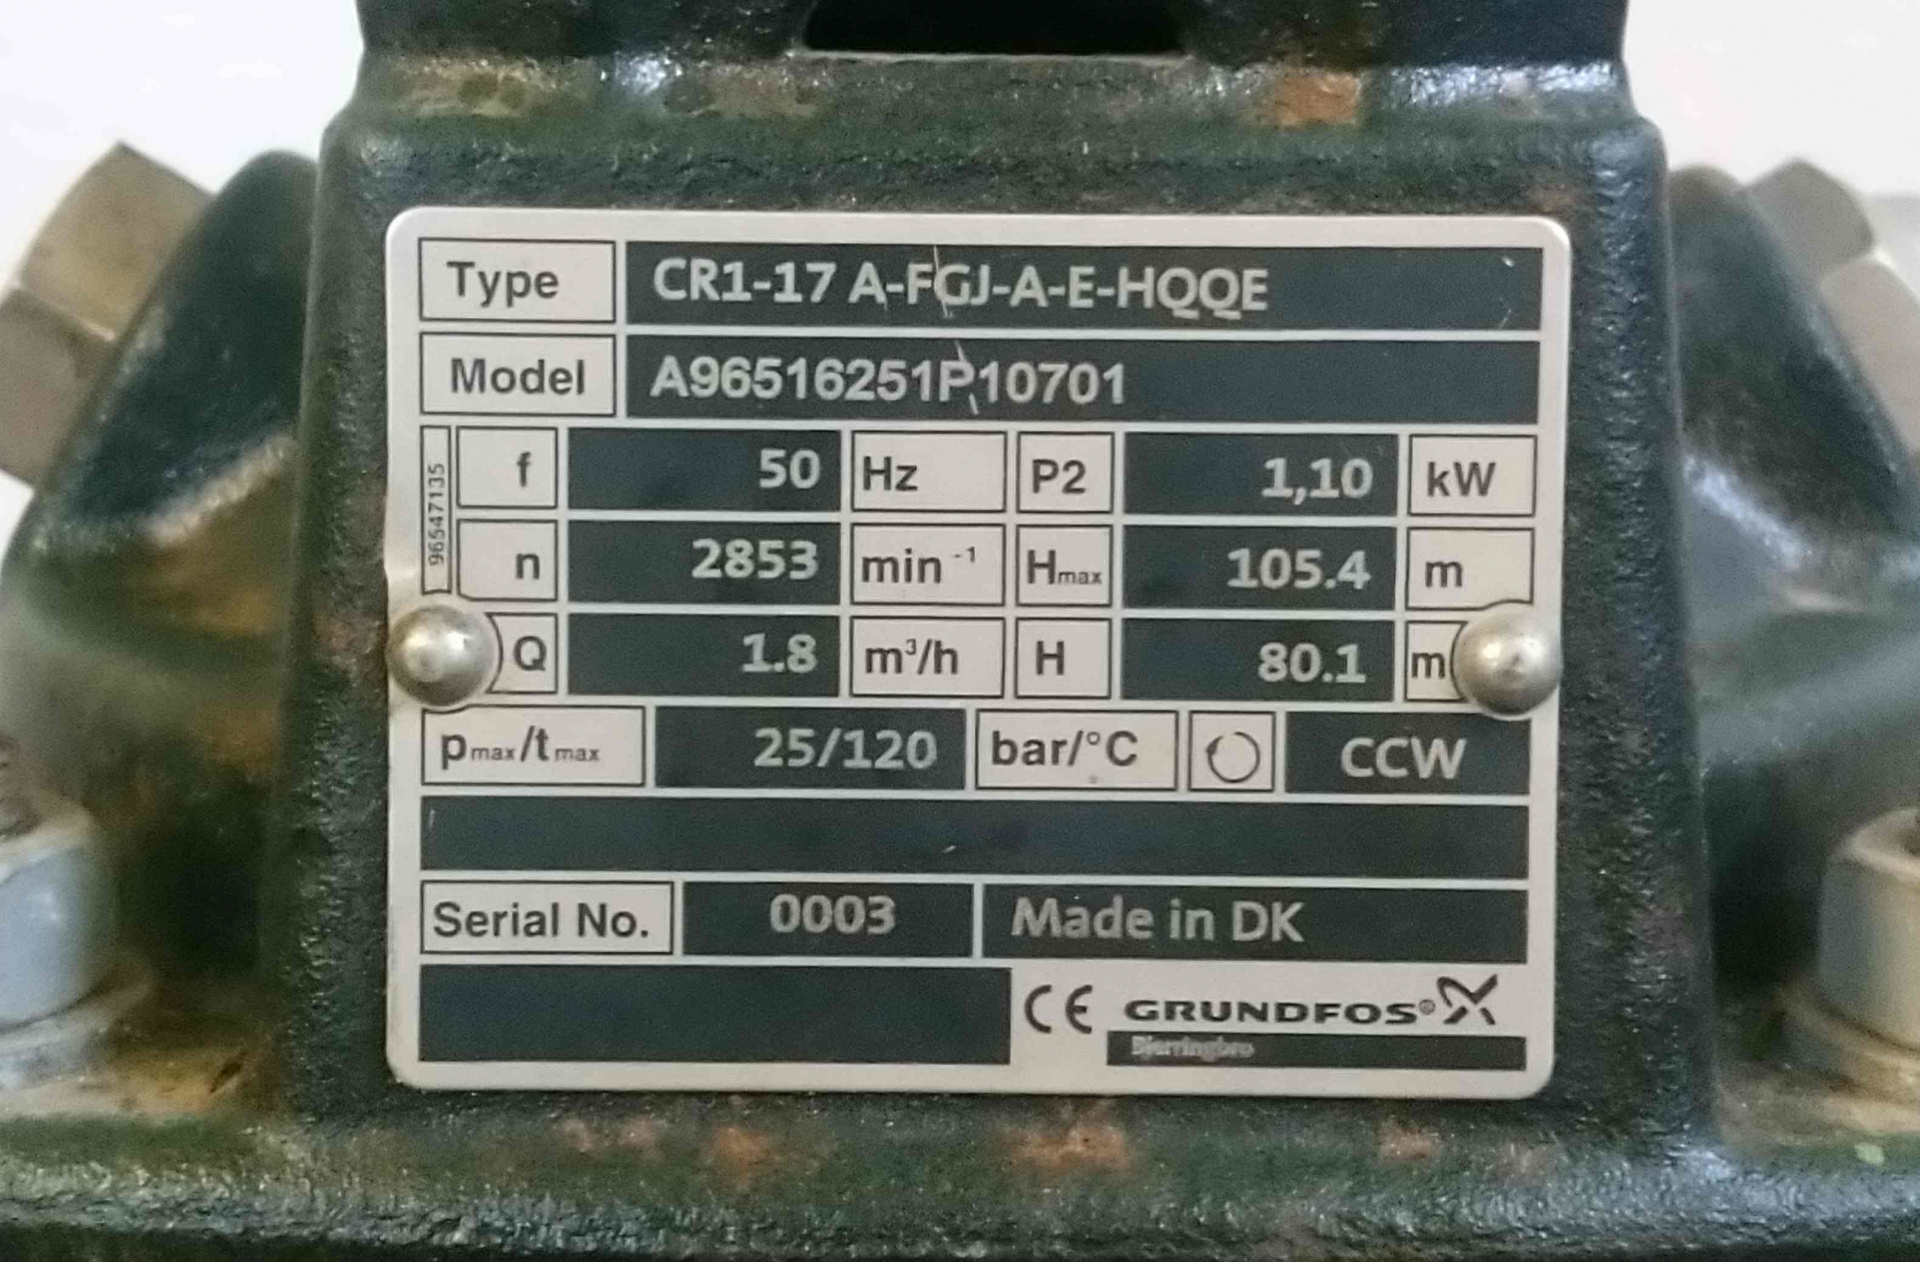 Type CR1-17 A-FGJ-A-E-HQQE
Model A96516251P10701
96547135
f 50 Hz P2 1,10 kW
n 2853 min⁻¹ Hmax 105.4 m
Q 1.8 m³/h H 80.1 m
pmax/tmax 25/120 bar/°C CCW
Serial No. 0003 Made in DK
CE GRUNDFOS®
Bjerringbro